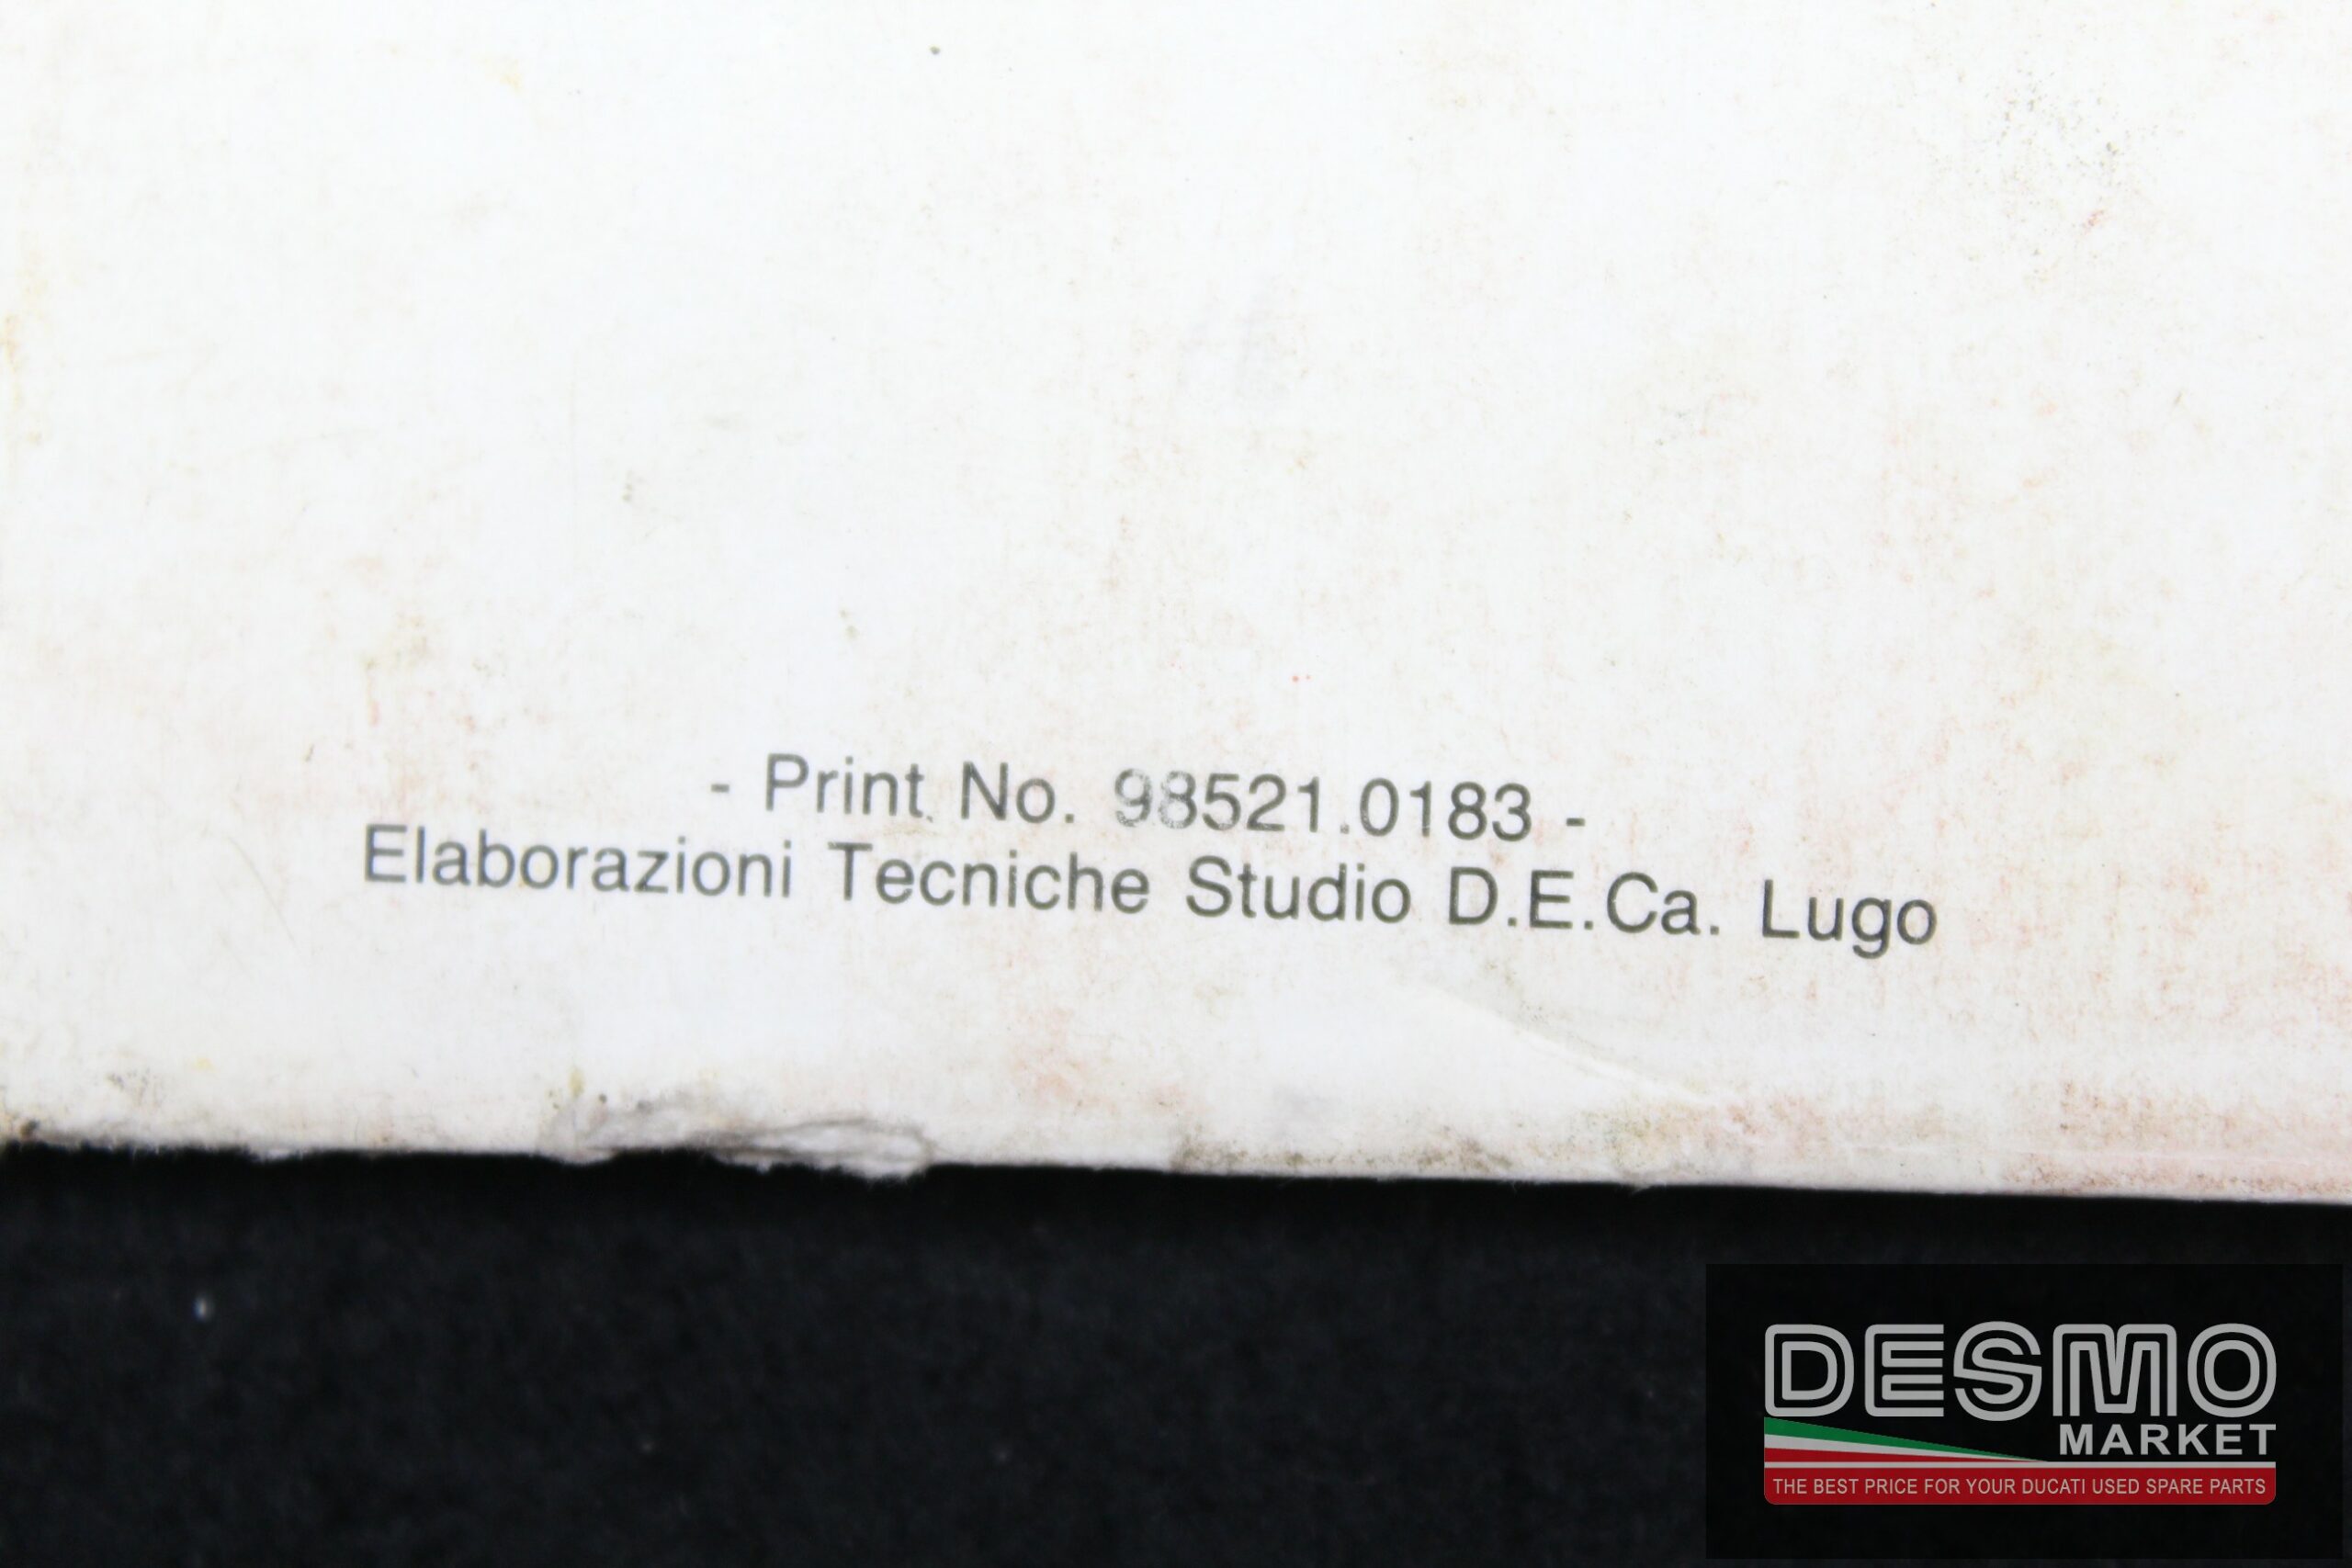 - Print No. 98521.0183 -
Elaborazioni Tecniche Studio D.E.Ca. Lugo
DESMO
MARKET
THE BEST PRICE FOR YOUR DUCATI USED SPARE PARTS